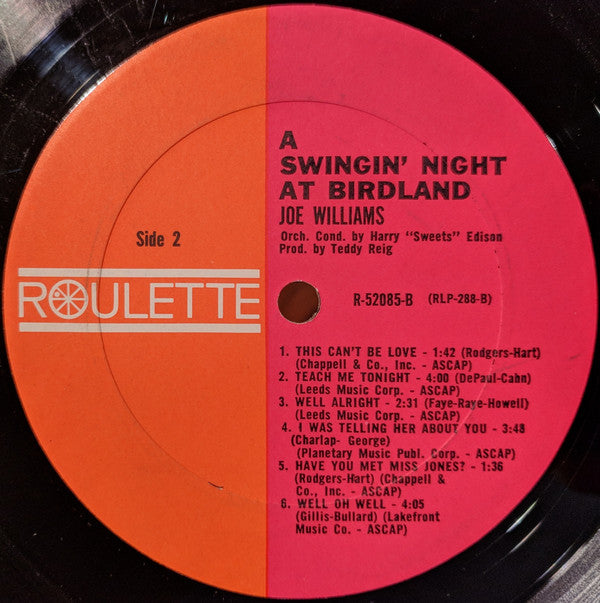 A
SWINGIN' NIGHT
AT BIRDLAND
JOE WILLIAMS
Orch. Cond. by Harry "Sweets" Edison
Prod. by Teddy Reig
Side 2
ROULETTE
R-52085-B (RLP-288-B)
1. THIS CAN'T BE LOVE - 1:42 (Rodgers-Hart)
(Chappell & Co., Inc. - ASCAP)
2. TEACH ME TONIGHT - 4:00 (DePaul-Cahn)
(Leeds Music Corp. - ASCAP)
3. WELL ALRIGHT - 2:31 (Faye-Raye-Howell)
(Leeds Music Corp. - ASCAP)
4. I WAS TELLING HER ABOUT YOU - 3:48
(Charlap- George)
(Planetary Music Publ. Corp. - ASCAP)
5. HAVE YOU MET MISS JONES? - 1:36
(Rodgers-Hart) (Chappell &
Co., Inc. - ASCAP)
6. WELL OH WELL - 4:05
(Gillis-Bullard) (Lakefront
Music Co. - ASCAP)